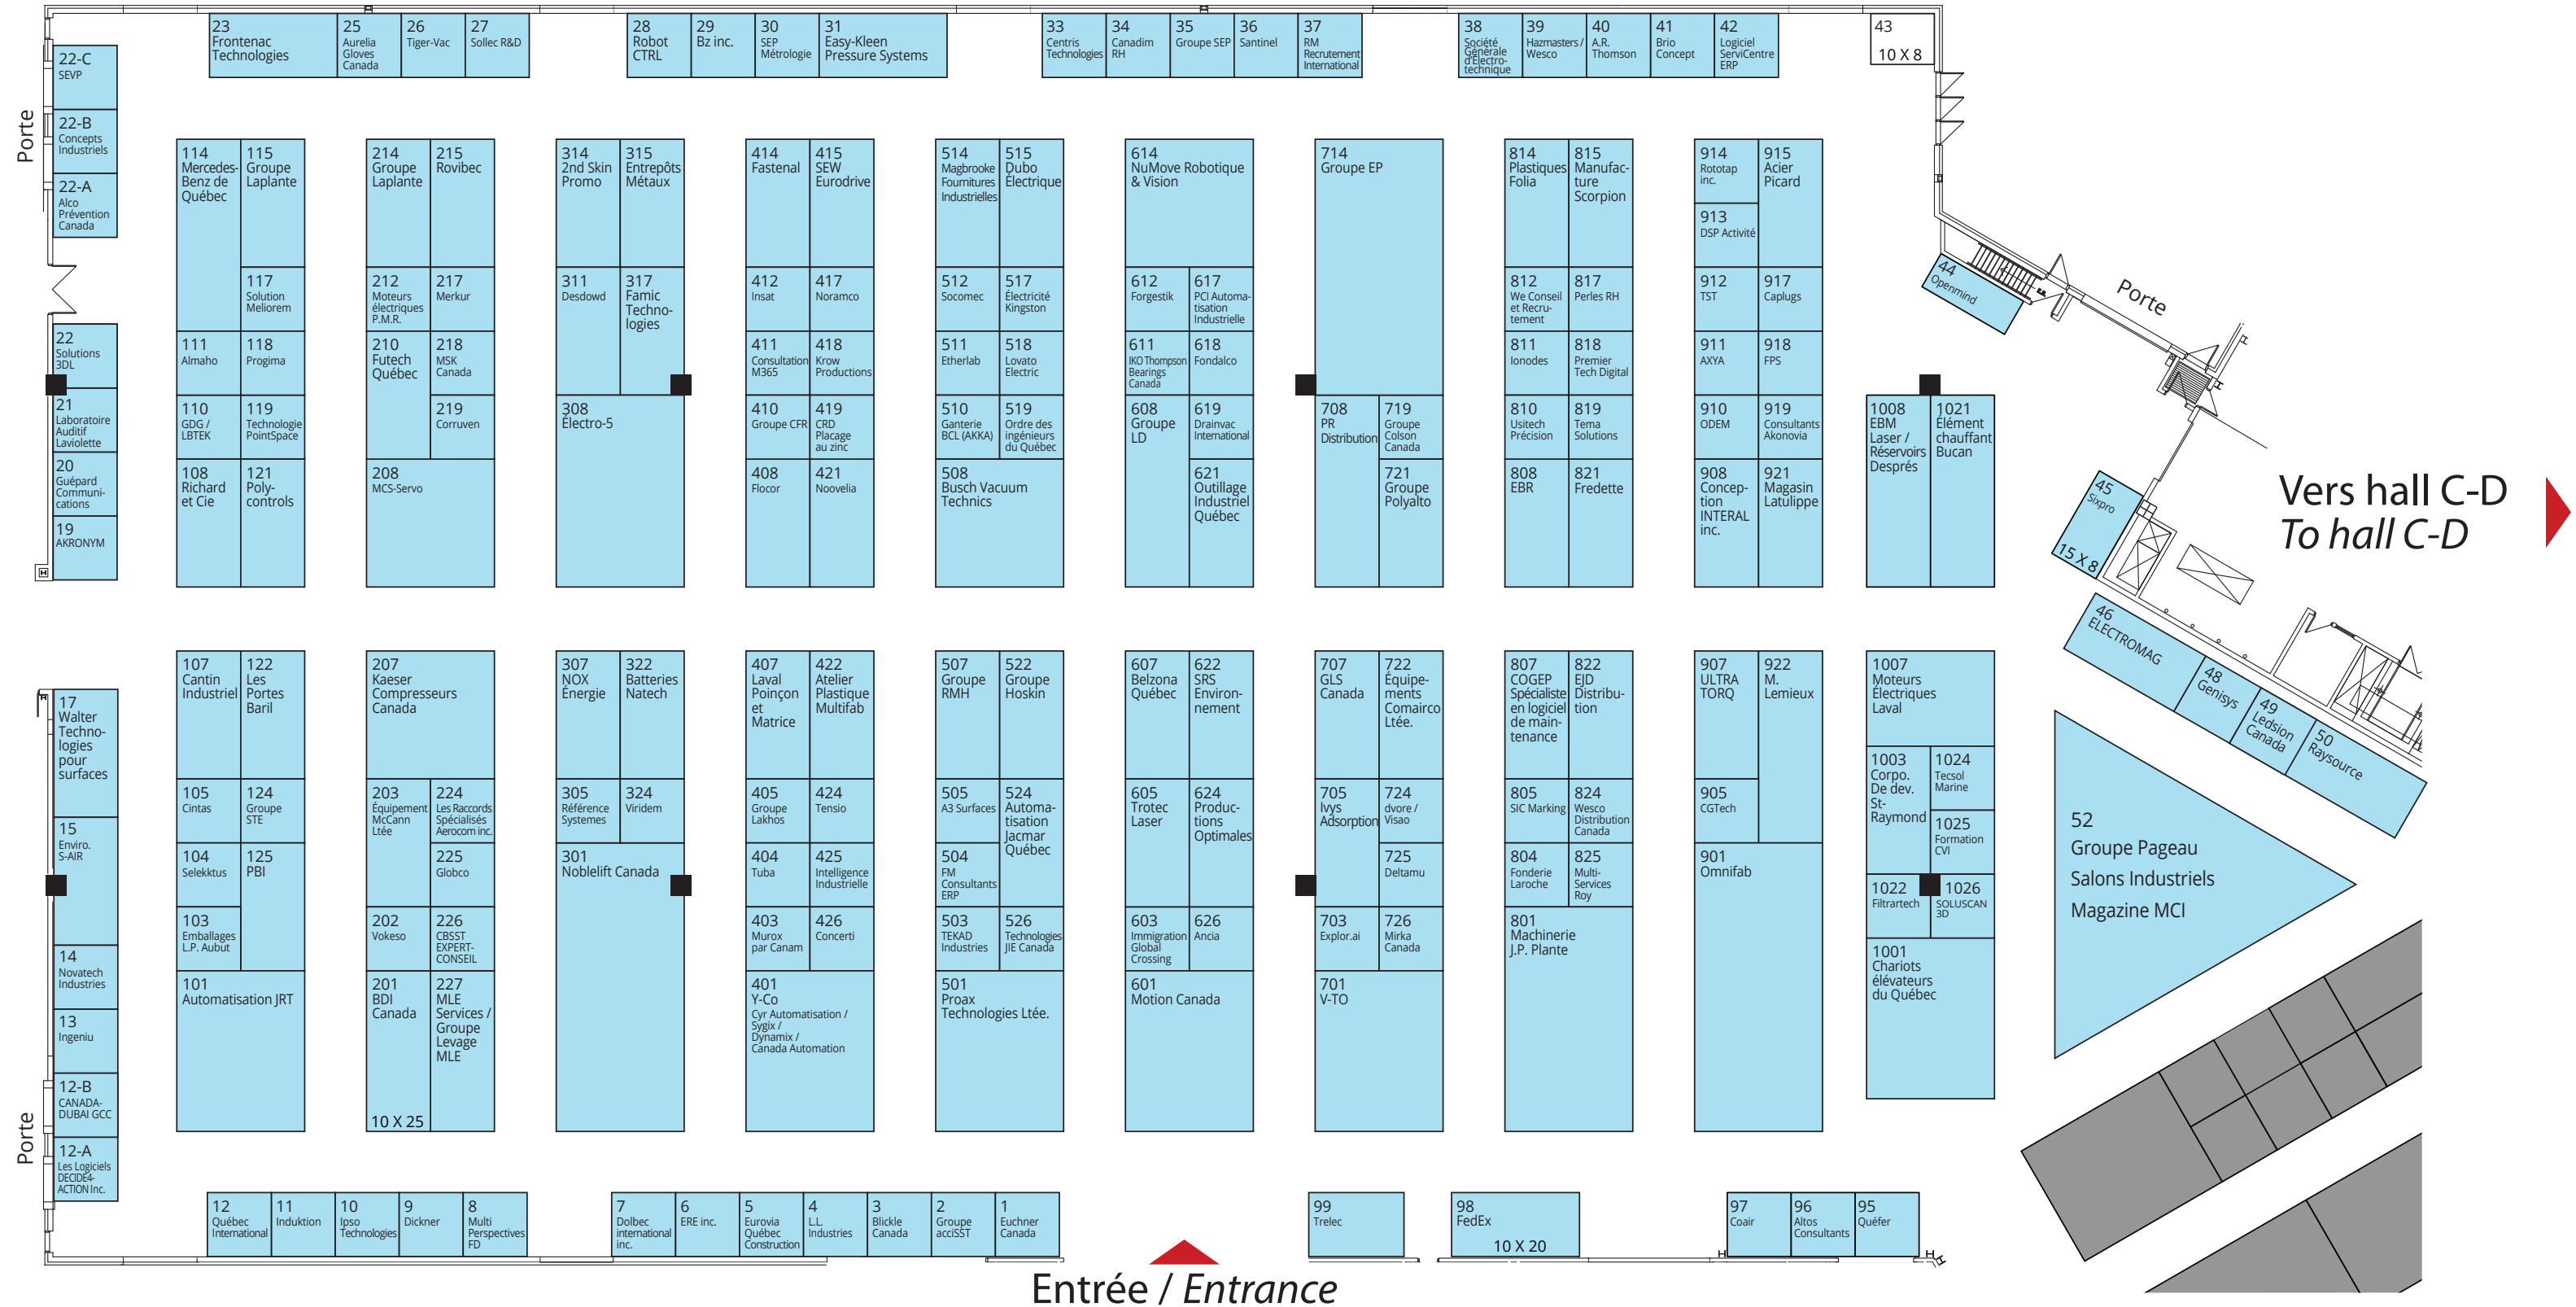 23
Frontenac
Technologies
25
Aurelia
Gloves
Canada
26
Tiger-Vac
27
Sollec R&D
28
Robot
CTRL
29
Bz inc.
30
SEP
Métrologie
31
Easy-Kleen
Pressure Systems
33
Centris
Technologies
34
Canadim
RH
35
Groupe SEP
36
Santinel
37
RM
Recrutement
International
38
Société
Générale
d'Électro-
technique
39
Hazmasters /
Wesco
40
A.R.
Thomson
41
Brio
Concept
42
Logiciel
ServiCentre
ERP
43
10 X 8
Porte
22-C
SEVP
22-B
Concepts
Industriels
22-A
Alco
Prévention
Canada
22
Solutions
3DL
21
Laboratoire
Auditif
Laviolette
20
Guépard
Communi-
cations
19
AKRONYM
114
Mercedes-
Benz de
Québec
115
Groupe
Laplante
117
Solution
Meliorem
111
Almaho
118
Progima
110
GDG /
LBTEK
119
Technologie
PointSpace
108
Richard
et Cie
121
Poly-
controls
214
Groupe
Laplante
215
Rovibec
212
Moteurs
électriques
P.M.R.
217
Merkur
210
Futech
Québec
218
MSK
Canada
219
Corruven
208
MCS-Servo
314
2nd Skin
Promo
315
Entrepôts
Métaux
311
Desdowd
317
Famic
Techno-
logies
308
Électro-5
414
Fastenal
415
SEW
Eurodrive
412
Insat
417
Noramco
411
Consultation
M365
418
Krow
Productions
410
Groupe CFR
419
CRD
Placage
au zinc
408
Flocor
421
Noovelia
514
Magbrooke
Fournitures
Industrielles
515
Dubo
Électrique
512
Socomec
517
Électricité
Kingston
511
Etherlab
518
Lovato
Electric
510
Ganterie
BCL (AKKA)
519
Ordre des
ingénieurs
du Québec
508
Busch Vacuum
Technics
614
NuMove Robotique
& Vision
612
Forgestik
617
PCI Automa-
tisation
Industrielle
611
IKO Thompson
Bearings
Canada
618
Fondalco
608
Groupe
LD
619
Drainvac
International
621
Outillage
Industriel
Québec
714
Groupe EP
708
PR
Distribution
719
Groupe
Colson
Canada
721
Groupe
Polyalto
814
Plastiques
Folia
815
Manufac-
ture
Scorpion
812
We Conseil
et Recru-
tement
817
Perles RH
811
Ionodes
818
Premier
Tech Digital
810
Usitech
Précision
819
Tema
Solutions
808
EBR
821
Fredette
914
Rototap
inc.
915
Acier
Picard
913
DSP Activité
912
TST
917
Caplugs
911
AXYA
918
FPS
910
ODEM
919
Consultants
Akonovia
908
Concep-
tion
INTERAL
inc.
921
Magasin
Latulippe
1008
EBM
Laser /
Réservoirs
Després
1021
Élément
chauffant
Bucan
44
Openmind
Porte
45
Sixpro
15 X 8
Vers hall C-D
To hall C-D
46
ELECTROMAG
48
Genisys
49
Ledsion
Canada
50
Raysource
17
Walter
Techno-
logies
pour
surfaces
15
Enviro.
S-AIR
14
Novatech
Industries
13
Ingeniu
12-B
CANADA-
DUBAI GCC
12-A
Les Logiciels
DECIDE4-
ACTION Inc.
Porte
107
Cantin
Industriel
122
Les
Portes
Baril
105
Cintas
124
Groupe
STE
104
Selekktus
125
PBI
103
Emballages
L.P. Aubut
101
Automatisation JRT
207
Kaeser
Compresseurs
Canada
203
Équipement
McCann
Ltée
224
Les Raccords
Spécialisés
Aerocom inc.
225
Globco
202
Vokeso
226
CBSST
EXPERT-
CONSEIL
201
BDI
Canada
10 X 25
227
MLE
Services /
Groupe
Levage
MLE
307
NOX
Énergie
322
Batteries
Natech
305
Référence
Systemes
324
Viridem
301
Noblelift Canada
407
Laval
Poinçon
et
Matrice
422
Atelier
Plastique
Multifab
405
Groupe
Lakhos
424
Tensio
404
Tuba
425
Intelligence
Industrielle
403
Murox
par Canam
426
Concerti
401
Y-Co
Cyr Automatisation /
Sygix /
Dynamix /
Canada Automation
507
Groupe
RMH
522
Groupe
Hoskin
505
A3 Surfaces
524
Automa-
tisation
Jacmar
Québec
504
FM
Consultants
ERP
503
TEKAD
Industries
526
Technologies
JIE Canada
501
Proax
Technologies Ltée.
607
Belzona
Québec
622
SRS
Environ-
nement
605
Trotec
Laser
624
Produc-
tions
Optimales
603
Immigration
Global
Crossing
626
Ancia
601
Motion Canada
707
GLS
Canada
722
Équipe-
ments
Comairco
Ltée.
705
Ivys
Adsorption
724
dvore /
Visao
725
Deltamu
703
Explor.ai
726
Mirka
Canada
701
V-TO
807
COGEP
Spécialiste
en logiciel
de main-
tenance
822
EJD
Distribu-
tion
805
SIC Marking
824
Wesco
Distribution
Canada
804
Fonderie
Laroche
825
Multi-
Services
Roy
801
Machinerie
J.P. Plante
907
ULTRA
TORQ
922
M.
Lemieux
905
CGTech
901
Omnifab
1007
Moteurs
Électriques
Laval
1003
Corpo.
De dev.
St-
Raymond
1024
Tecsol
Marine
1025
Formation
CVI
1022
Filtrartech
1026
SOLUSCAN
3D
1001
Chariots
élévateurs
du Québec
52
Groupe Pageau
Salons Industriels
Magazine MCI
12
Québec
International
11
Induktion
10
Ipso
Technologies
9
Dickner
8
Multi
Perspectives
FD
7
Dolbec
international
inc.
6
ERE inc.
5
Eurovia
Québec
Construction
4
L.L.
Industries
3
Blickle
Canada
2
Groupe
acciSST
1
Euchner
Canada
99
Trelec
98
FedEx
10 X 20
97
Coair
96
Altos
Consultants
95
Québer
Entrée / Entrance